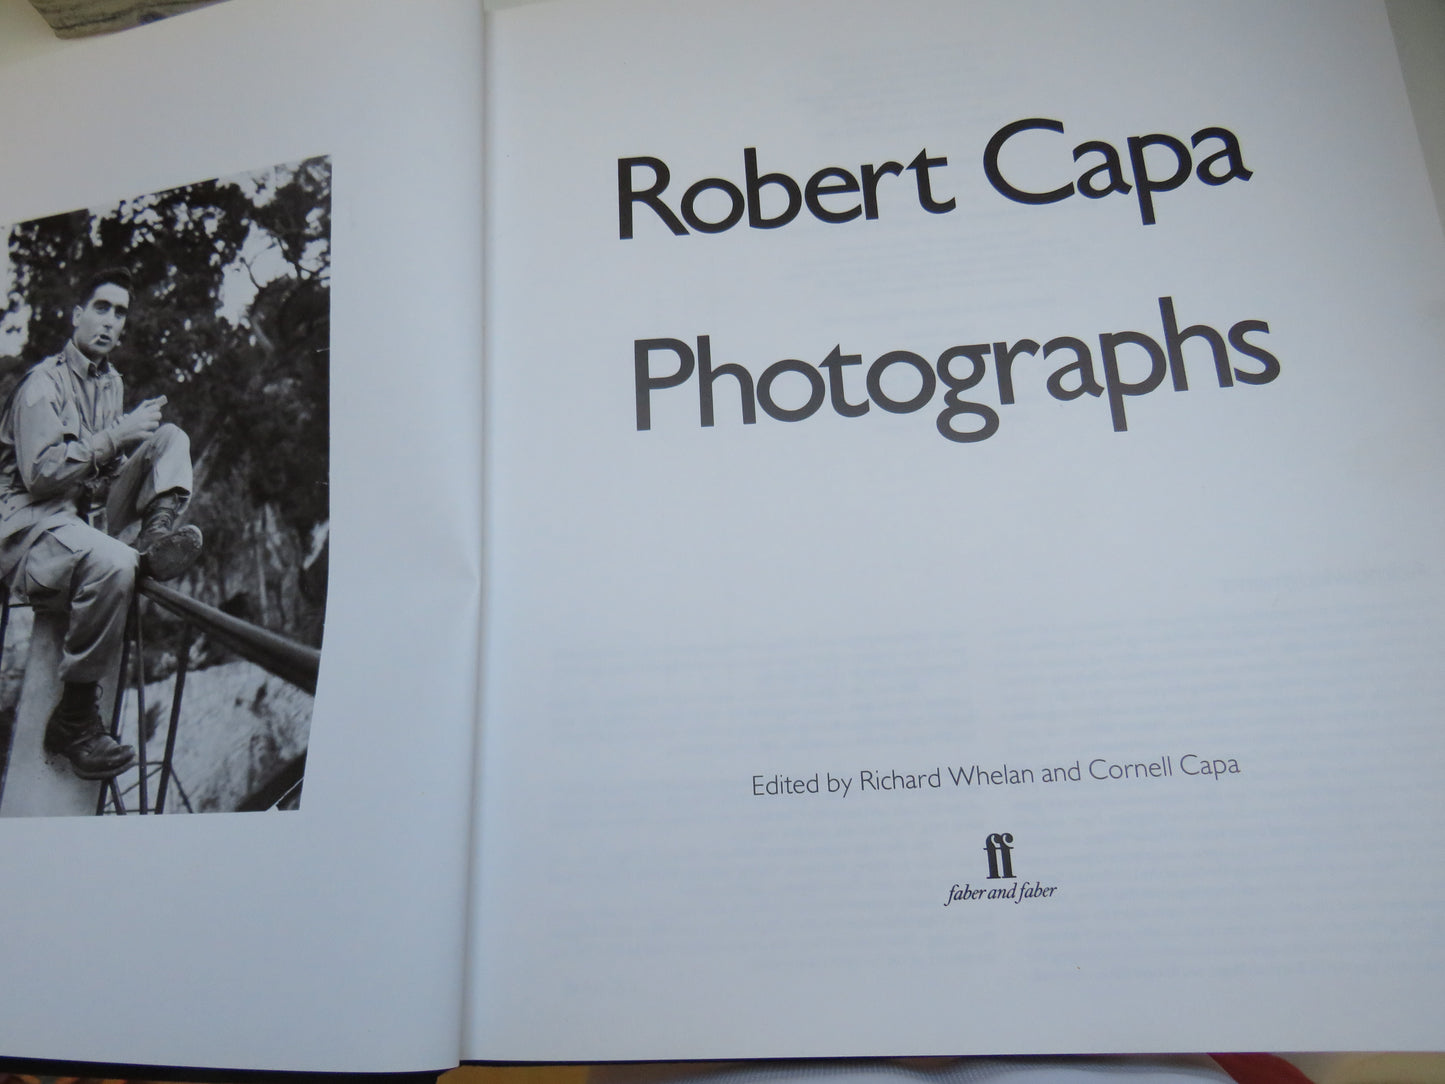 Robert Capa
Photographs
Edited by Richard Whelan and Cornell Capa
ff
faber and faber